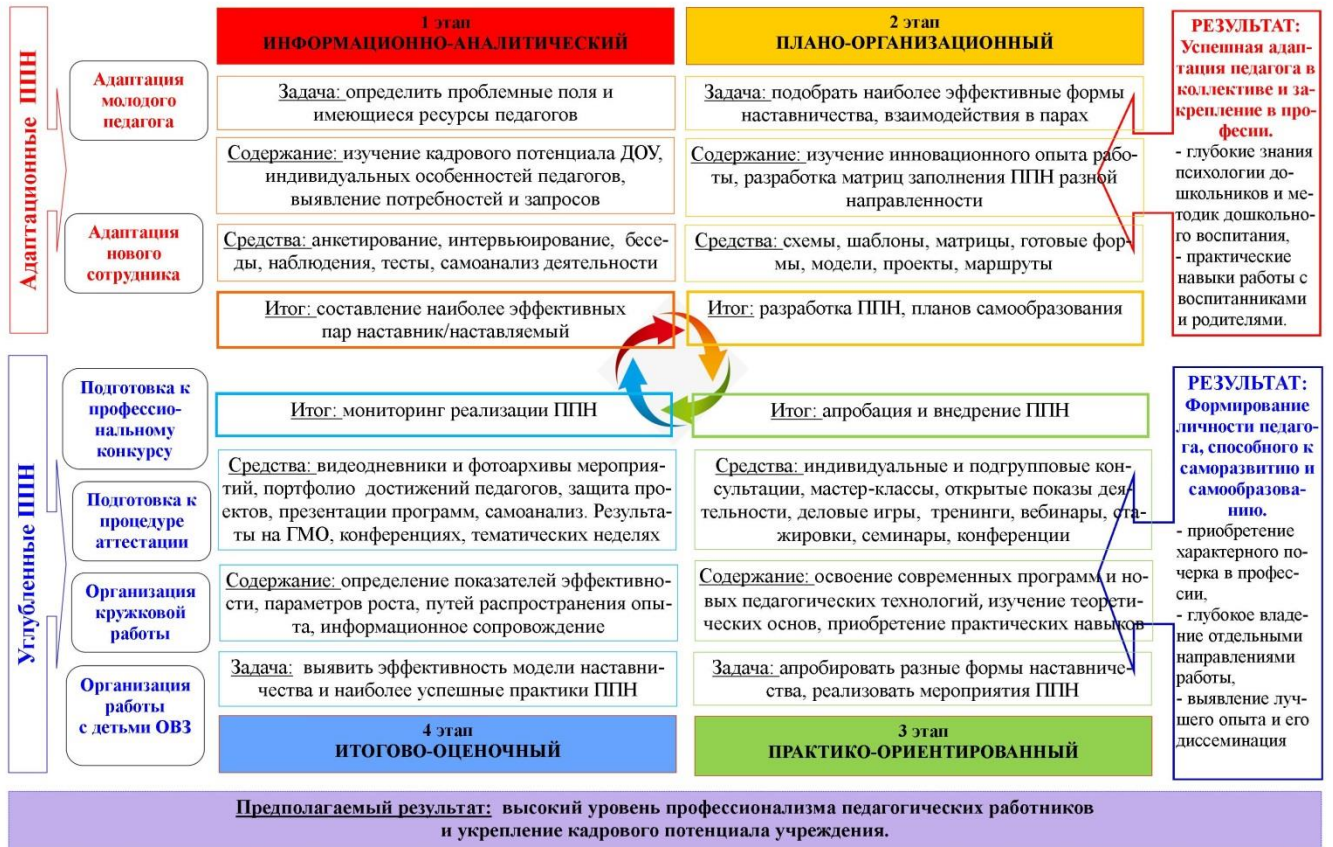 Адаптационные ППН
Адаптация
молодого
педагога
Адаптация
нового
сотрудника
1 этап
ИНФОРМАЦИОННО-АНАЛИТИЧЕСКИЙ
Задача: определить проблемные поля и
имеющиеся ресурсы педагогов
Содержание: изучение кадрового потенциала ДОУ,
индивидуальных особенностей педагогов,
выявление потребностей и запросов
Средства: анкетирование, интервьюирование, бесе-
ды, наблюдения, тесты, самоанализ деятельности
Итог: составление наиболее эффективных
пар наставник/наставляемый
2 этап
ПЛАНО-ОРГАНИЗАЦИОННЫЙ
Задача: подобрать наиболее эффективные формы
наставничества, взаимодействия в парах
Содержание: изучение инновационного опыта рабо-
ты, разработка матриц заполнения ППН разной
направленности
Средства: схемы, шаблоны, матрицы, готовые фор-
мы, модели, проекты, маршруты
Итог: разработка ППН, планов самообразования
РЕЗУЛЬТАТ:
Успешная адап-
тация педагога в
коллективе и за-
крепление в про-
фесии.
- глубокие знания
психологии до-
школьников и ме-
тодик дошкольно-
го воспитания,
- практические
навыки работы с
воспитанниками
и родителями.
Углубленные ППН
Подготовка к
профессио-
нальному
конкурсу
Подготовка к
процедуре
аттестации
Организация
кружковой
работы
Организация
работы
с детьми ОВЗ
Итог: мониторинг реализации ППН
Средства: видеодневники и фотоархивы мероприя-
тий, портфолио достижений педагогов, защита про-
ектов, презентации программ, самоанализ. Результа-
ты на ГМО, конференциях, тематических неделях
Содержание: определение показателей эффективно-
сти, параметров роста, путей распространения опы-
та, информационное сопровождение
Задача: выявить эффективность модели наставни-
чества и наиболее успешные практики ППН
4 этап
ИТОГОВО-ОЦЕНОЧНЫЙ
Итог: апробация и внедрение ППН
Средства: индивидуальные и подгрупповые кон-
сультации, мастер-классы, открытые показы дея-
тельности, деловые игры, тренинги, вебинары, ста-
жировки, семинары, конференции
Содержание: освоение современных программ и но-
вых педагогических технологий, изучение теорети-
ческих основ, приобретение практических навыков
Задача: апробировать разные формы наставниче-
ства, реализовать мероприятия ППН
3 этап
ПРАКТИКО-ОРИЕНТИРОВАННЫЙ
РЕЗУЛЬТАТ:
Формирование
личности педаго-
га, способного к
саморазвитию и
самообразова-
нию.
- приобретение
характерного по-
черка в профес-
сии,
- глубокое владе-
ние отдельными
направлениями
работы,
- выявление луч-
шего опыта и его
диссеминация
Предполагаемый результат: высокий уровень профессионализма педагогических работников
и укрепление кадрового потенциала учреждения.